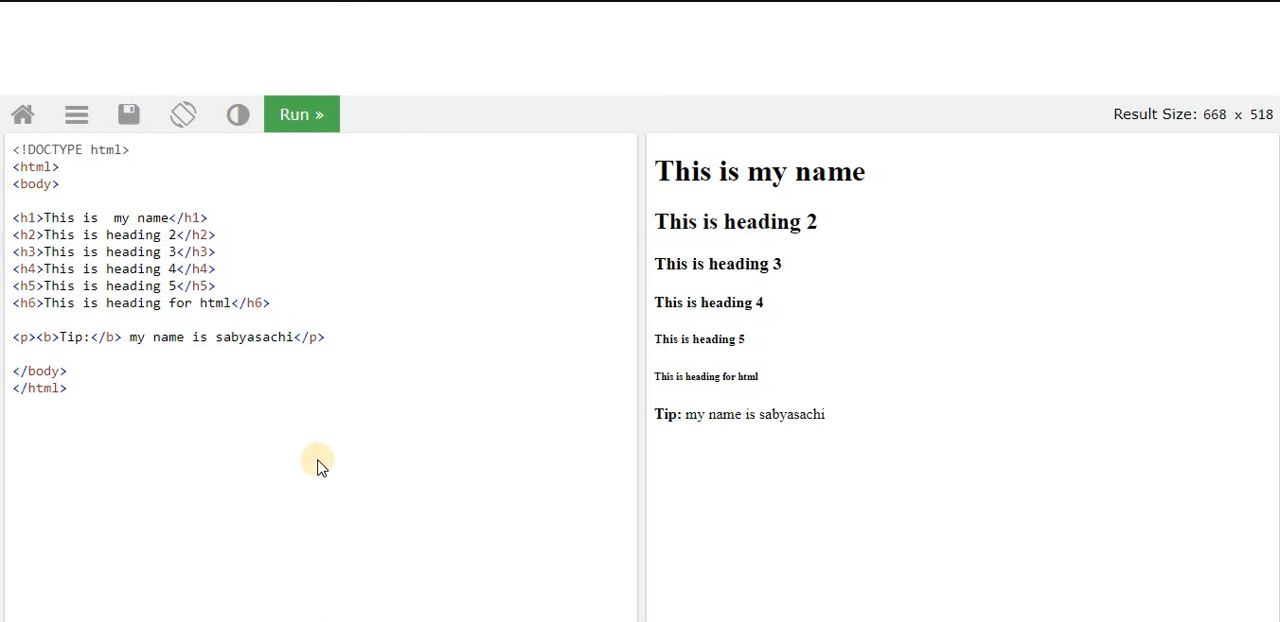 Run »
Result Size: 668 x 518
<!DOCTYPE html>
<html>
<body>
<h1>This is  my name</h1>
<h2>This is heading 2</h2>
<h3>This is heading 3</h3>
<h4>This is heading 4</h4>
<h5>This is heading 5</h5>
<h6>This is heading for html</h6>
<p><b>Tip:</b> my name is sabyasachi</p>
</body>
</html>
This is my name
This is heading 2
This is heading 3
This is heading 4
This is heading 5
This is heading for html
Tip: my name is sabyasachi